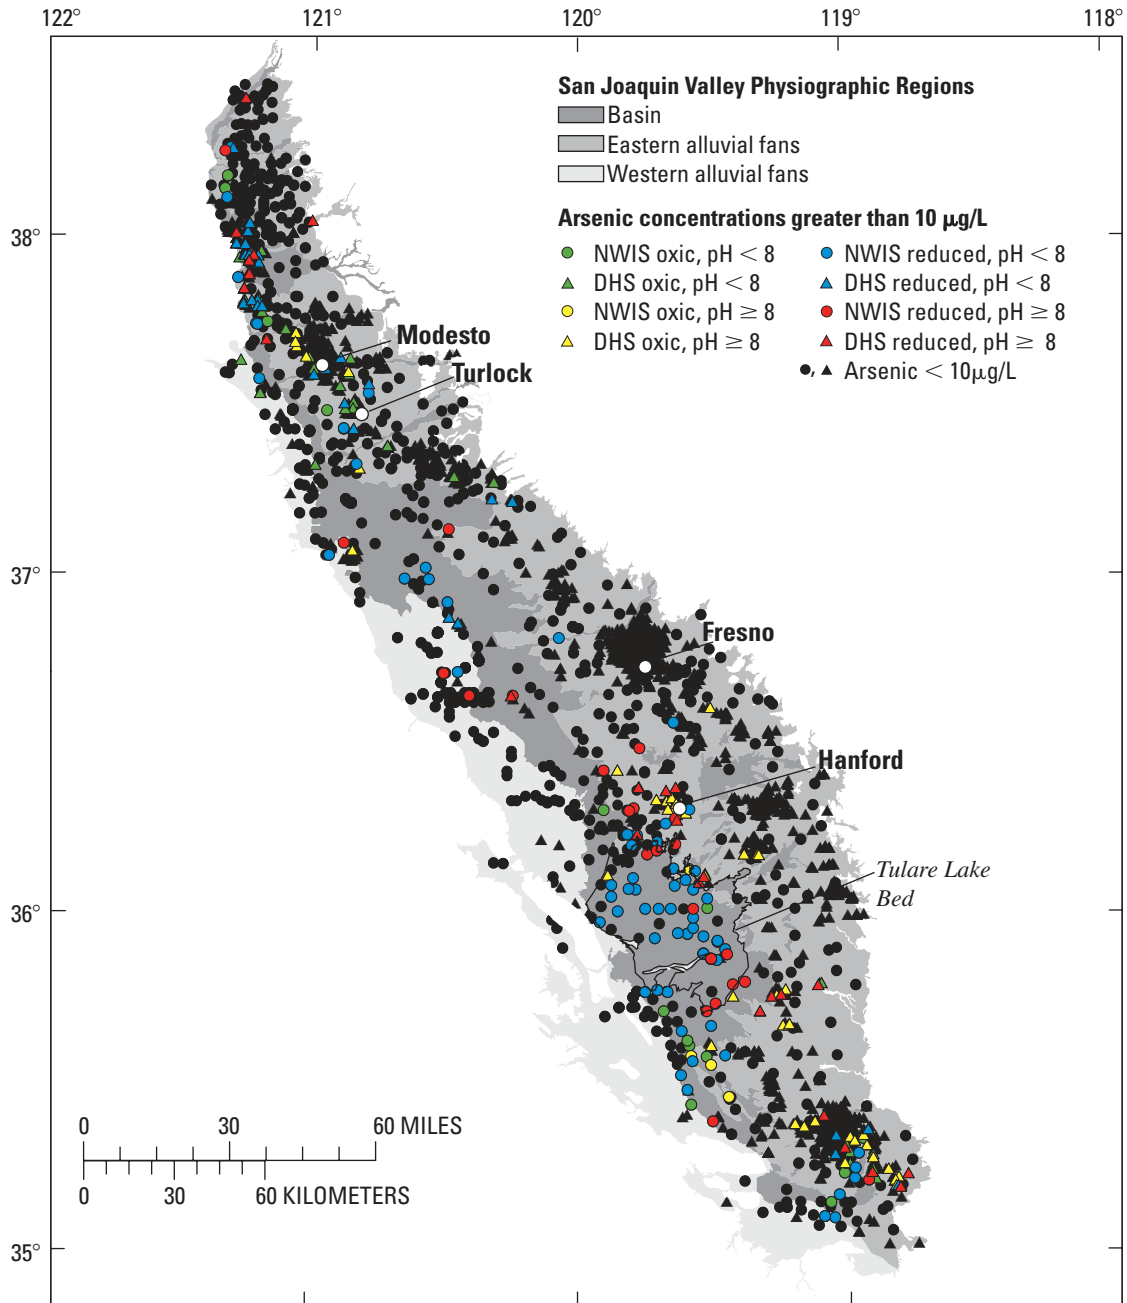 122° 121° 120° 119° 118°
San Joaquin Valley Physiographic Regions
Basin
Eastern alluvial fans
Western alluvial fans
Arsenic concentrations greater than 10 µg/L
NWIS oxic, pH < 8 NWIS reduced, pH < 8
DHS oxic, pH < 8 DHS reduced, pH < 8
NWIS oxic, pH ≥ 8 NWIS reduced, pH ≥ 8
DHS oxic, pH ≥ 8 DHS reduced, pH ≥ 8
, Arsenic < 10µg/L
38°
Modesto
Turlock
37°
Fresno
Hanford
Tulare Lake
Bed
36°
0 30 60 MILES
0 30 60 KILOMETERS
35°